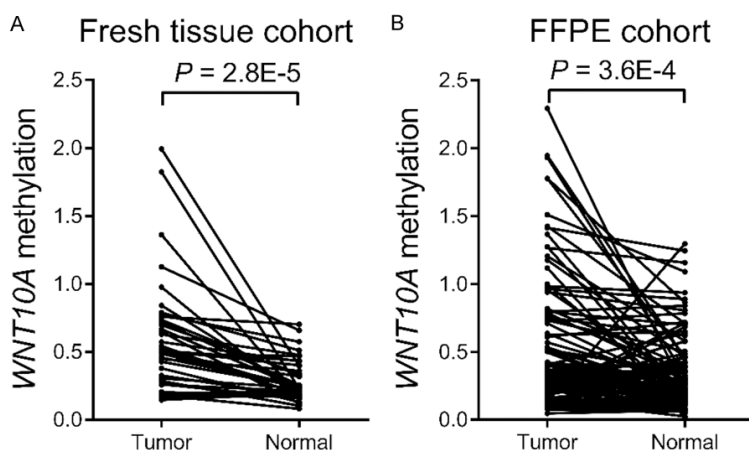 A
Fresh tissue cohort
P = 2.8E-5
2.5
2.0
1.5
1.0
0.5
0.0
WNT10A methylation
Tumor
Normal
B
FFPE cohort
P = 3.6E-4
2.5
2.0
1.5
1.0
0.5
0.0
WNT10A methylation
Tumor
Normal